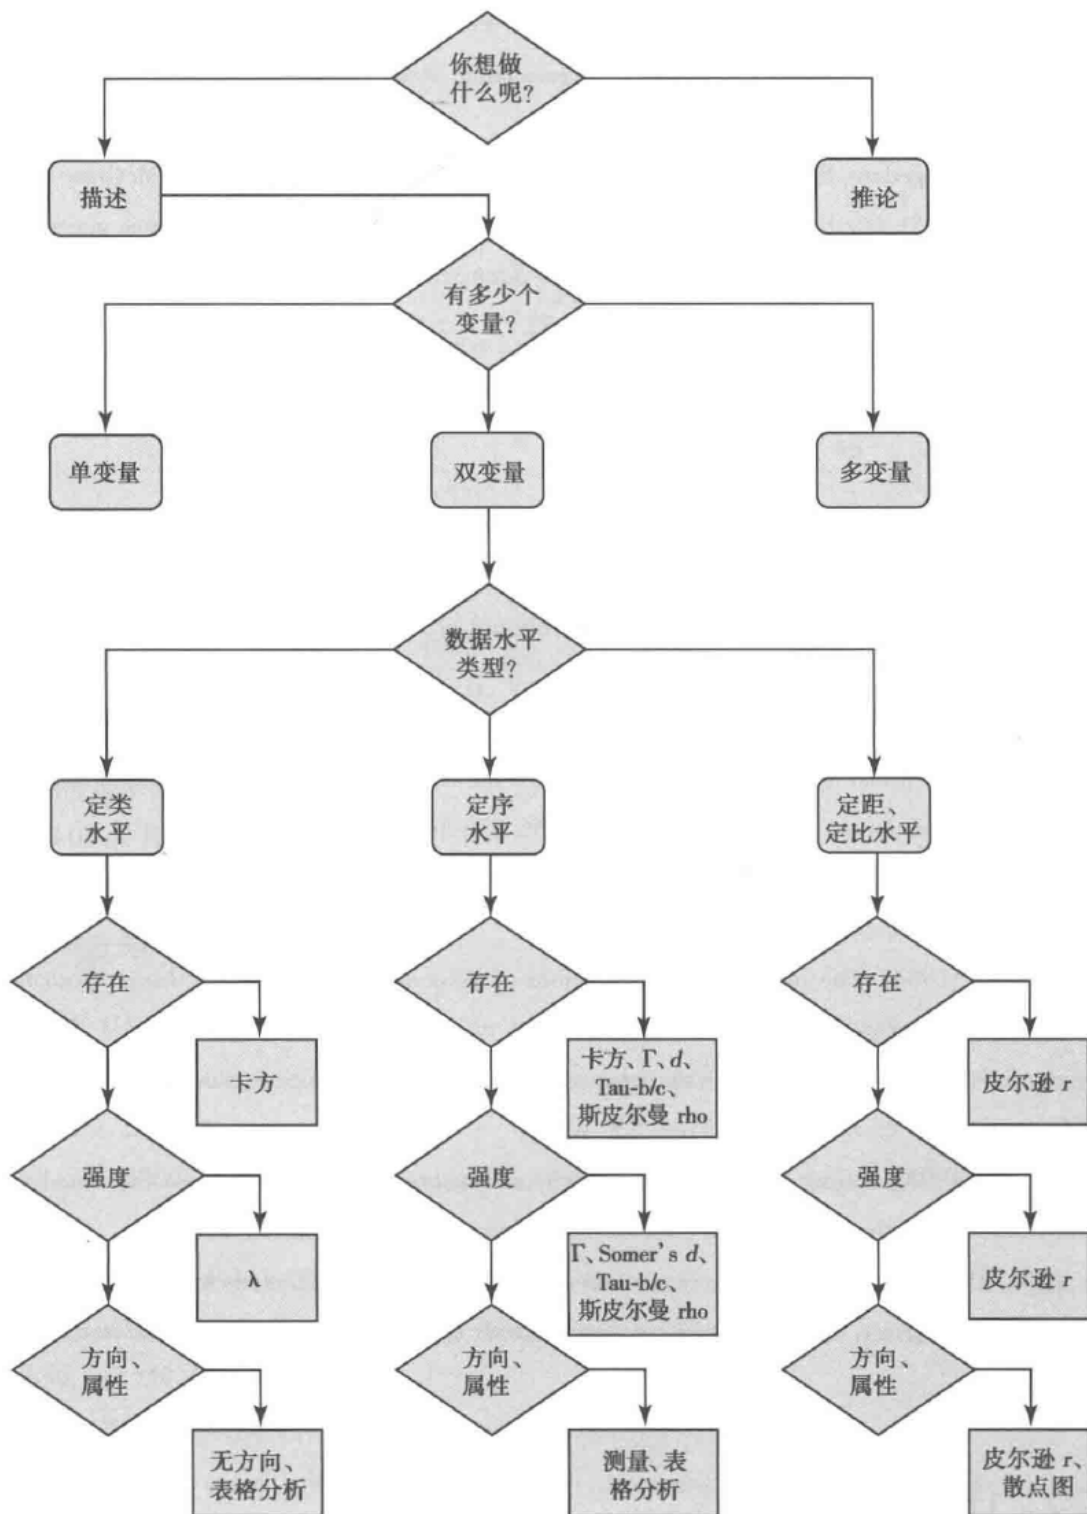 你想做
什么呢?
描述
推论
有多少个
变量?
单变量
双变量
多变量
数据水平
类型?
定类
水平
定序
水平
定距、
定比水平
存在
存在
存在
卡方
卡方、Γ、d、
Tau-b/c、
斯皮尔曼 rho
皮尔逊 r
强度
强度
强度
λ
Γ、Somer's d、
Tau-b/c、
斯皮尔曼 rho
皮尔逊 r
方向、
属性
方向、
属性
方向、
属性
无方向、
表格分析
测量、表
格分析
皮尔逊 r、
散点图